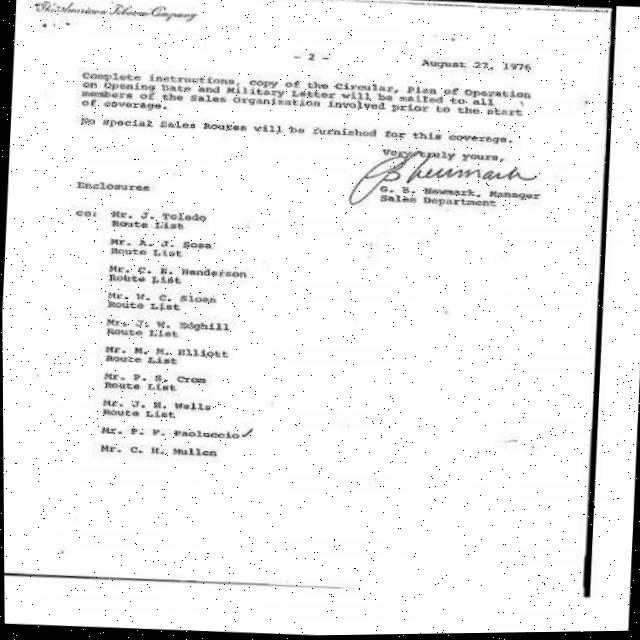 The American Tobacco Company
- 2 -
August 27, 1976
Complete instructions, copy of the Circular, Plan of Operation
on Opening Date and Military Letter will be mailed to all
members of the Sales Organization involved prior to the start
of coverage.
No special Sales Routes will be furnished for this coverage.
Very truly yours,
G. B. Newmark, Manager
Sales Department
Enclosures
cc: Mr. J. Toledo
Route List
Mr. A. J. Sosa
Route List
Mr. C. E. Henderson
Route List
Mr. W. C. Sloan
Route List
Mr. J. W. Edghill
Route List
Mr. M. M. Elliott
Route List
Mr. P. S. Crom
Route List
Mr. J. H. Wells
Route List
Mr. P. F. Paoluccio ✓
Mr. C. H. Mullen